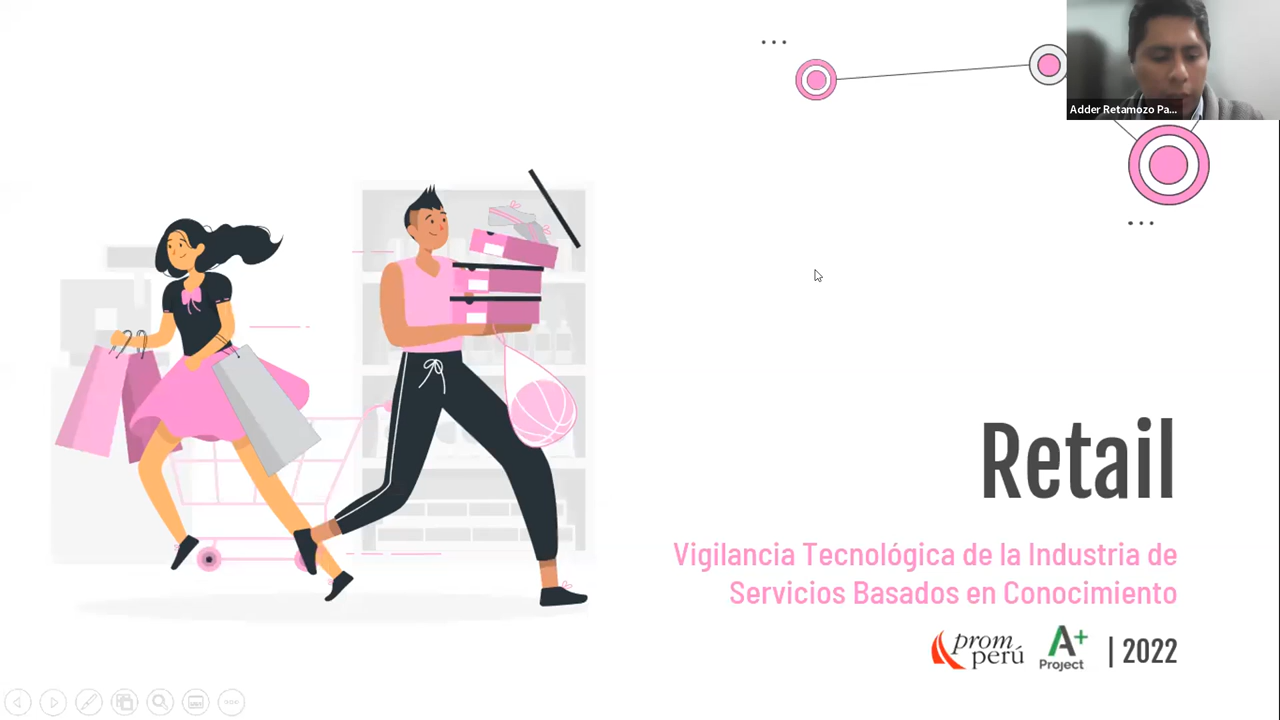 Adder Retamozo Pa...
Retail
Vigilancia Tecnológica de la Industria de
Servicios Basados en Conocimiento
prom
perú
A+
Project
| 2022